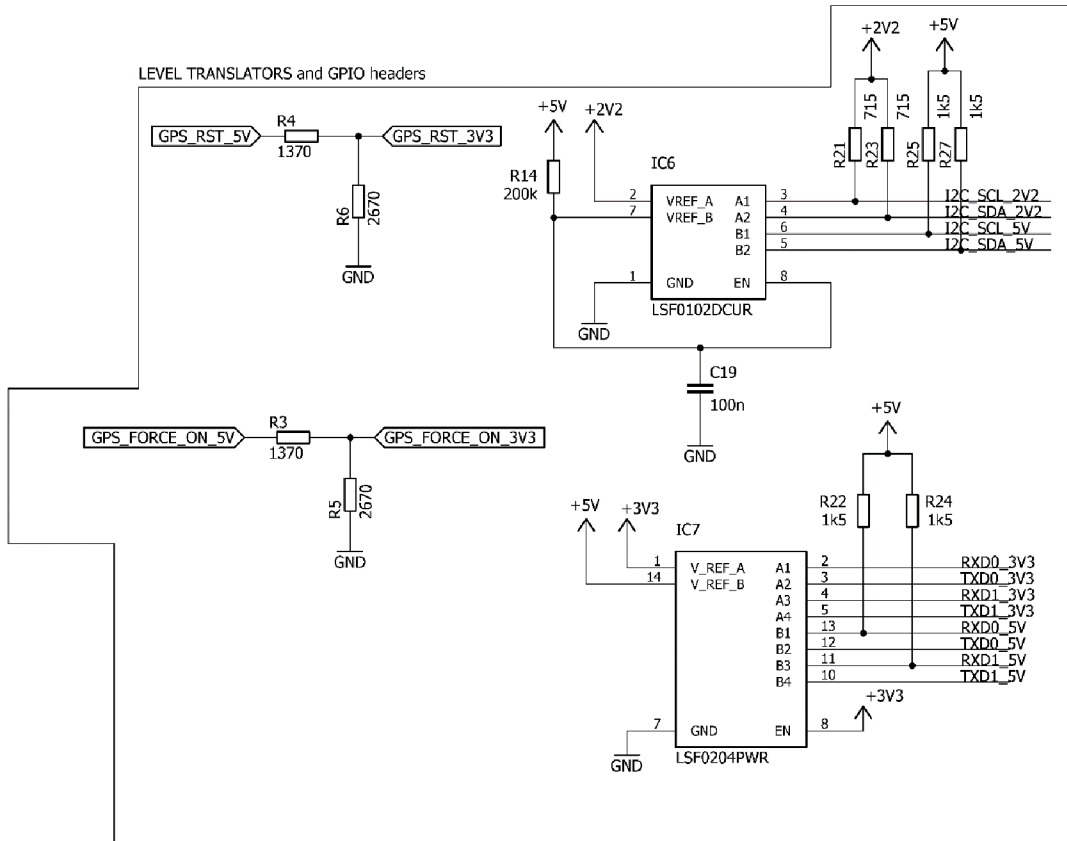 LEVEL TRANSLATORS and GPIO headers
GPS_RST_5V
R4
1370
GPS_RST_3V3
R6
2670
GND
+5V
+2V2
R14
200k
IC6
2
VREF_A
A1
3
7
VREF_B
A2
4
B1
6
B2
5
1
GND
EN
8
LSF0102DCUR
GND
C19
100n
GND
+2V2
+5V
R21
715
R23
715
R25
1k5
R27
1k5
I2C_SCL_2V2
I2C_SDA_2V2
I2C_SCL_5V
I2C_SDA_5V
GPS_FORCE_ON_5V
R3
1370
GPS_FORCE_ON_3V3
R5
2670
GND
+5V
+3V3
IC7
+5V
R22
1k5
R24
1k5
1
V_REF_A
A1
2
RXD0_3V3
14
V_REF_B
A2
3
TXD0_3V3
A3
4
RXD1_3V3
A4
5
TXD1_3V3
B1
13
RXD0_5V
B2
12
TXD0_5V
B3
11
RXD1_5V
B4
10
TXD1_5V
7
GND
EN
8
+3V3
LSF0204PWR
GND